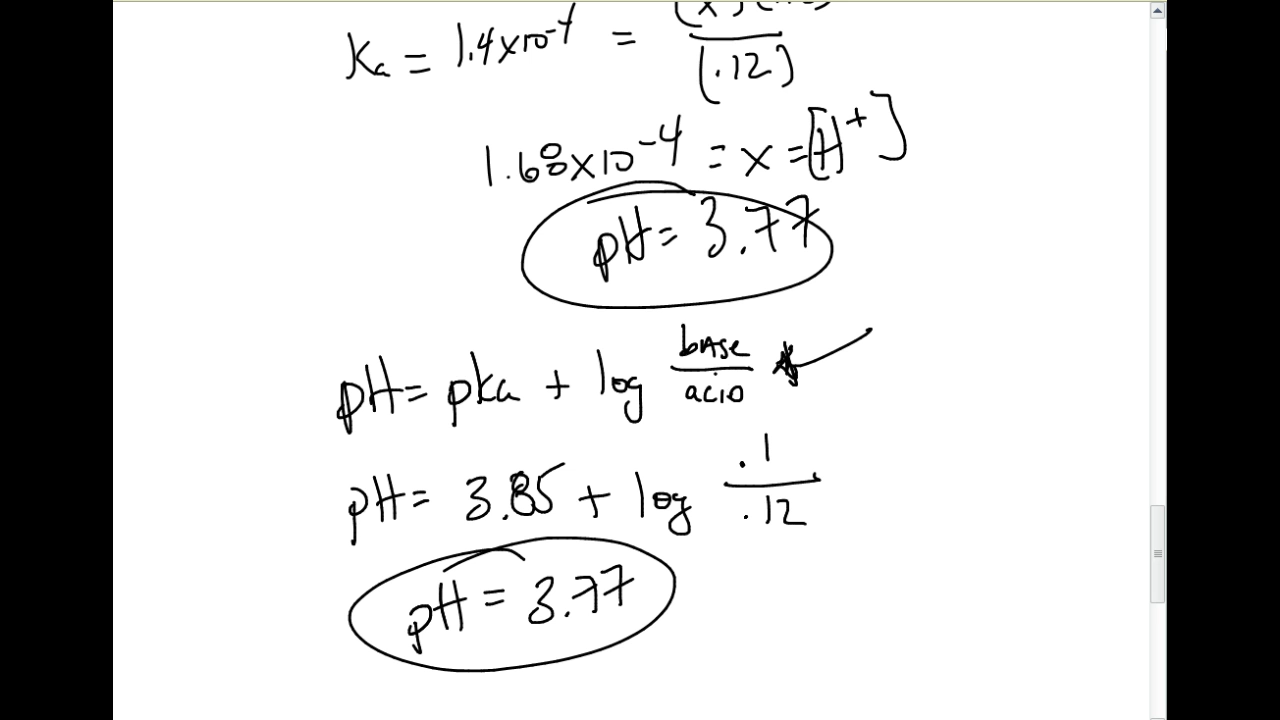 Ka = 1.4x10-4 = (x)
(.12)
1.68x10-4 = x = [H+]
pH = 3.77
pH = pka + log base
acid
pH = 3.85 + log .1
.12
pH = 3.77